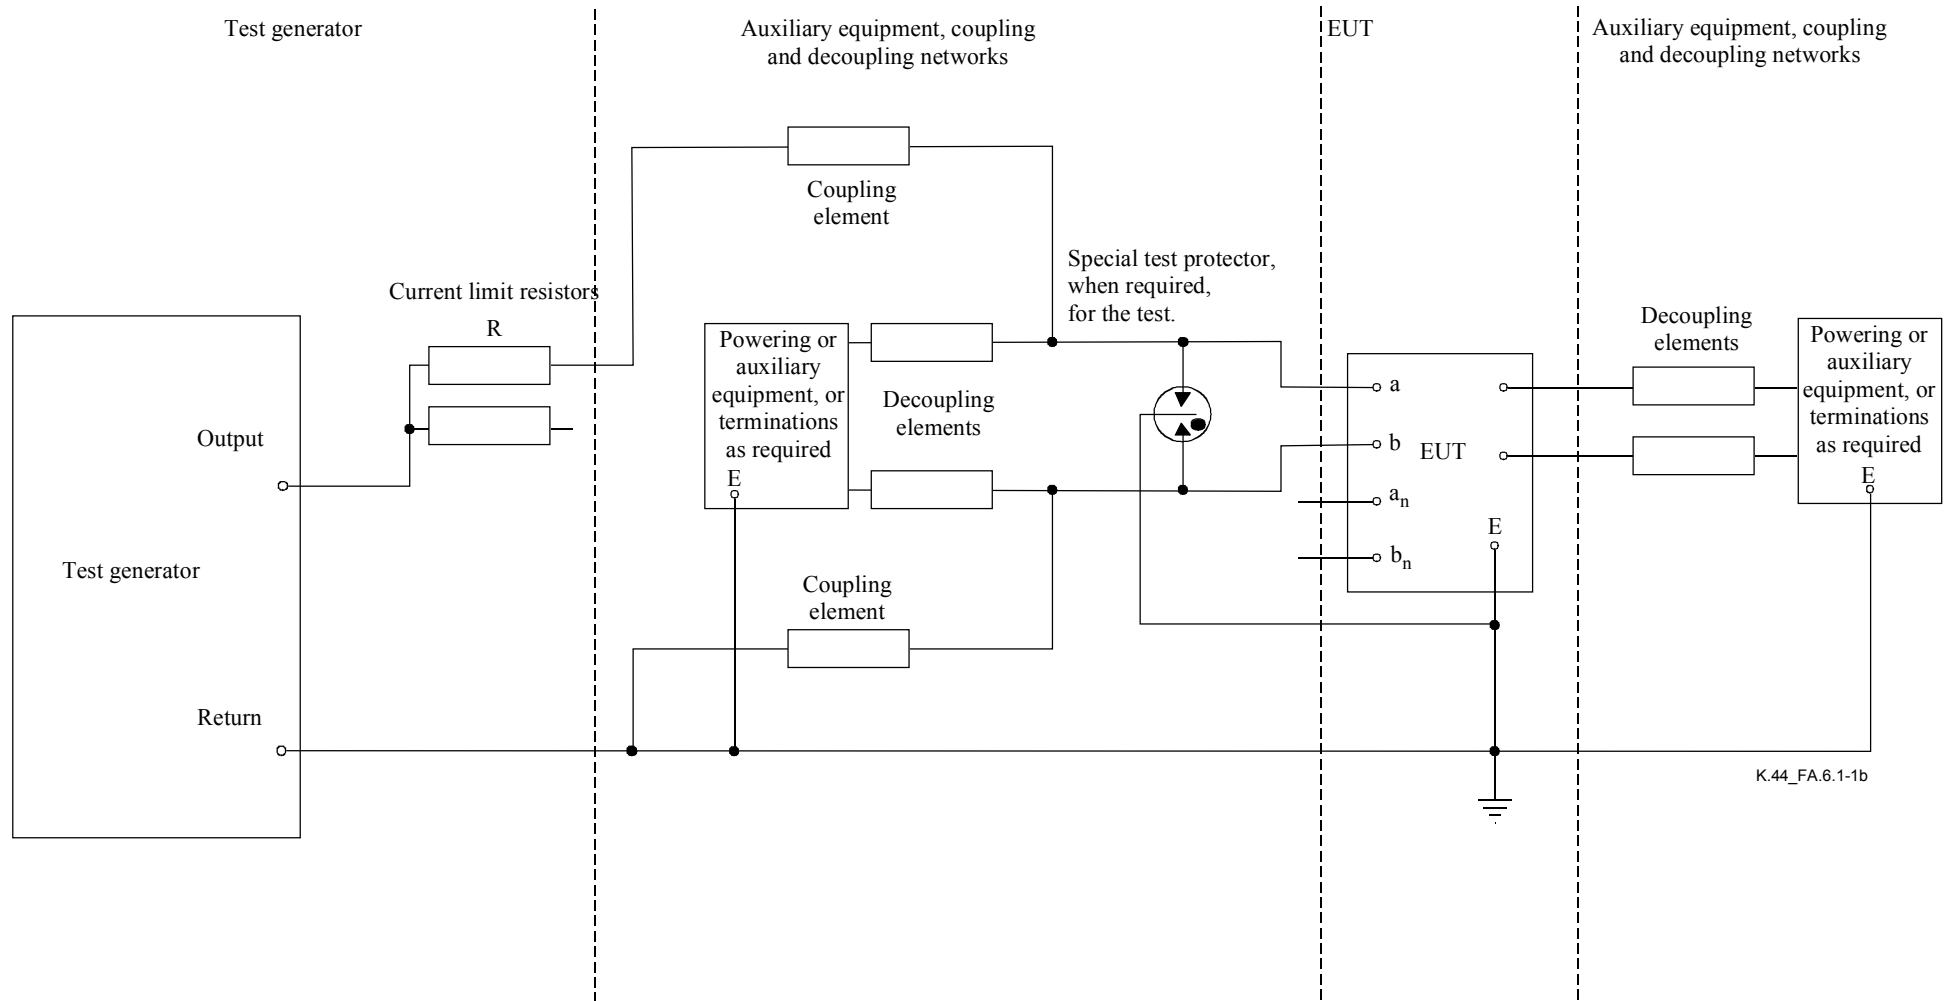 Test generator
Auxiliary equipment, coupling
and decoupling networks
EUT
Auxiliary equipment, coupling
and decoupling networks
Coupling
element
Special test protector,
when required,
for the test.
Current limit resistors
R
Output
Test generator
Return
Powering or
auxiliary
equipment, or
terminations
as required
E
Decoupling
elements
Coupling
element
a
b
EUT
an
bn
E
Decoupling
elements
Powering or
auxiliary
equipment, or
terminations
as required
E
K.44_FA.6.1-1b